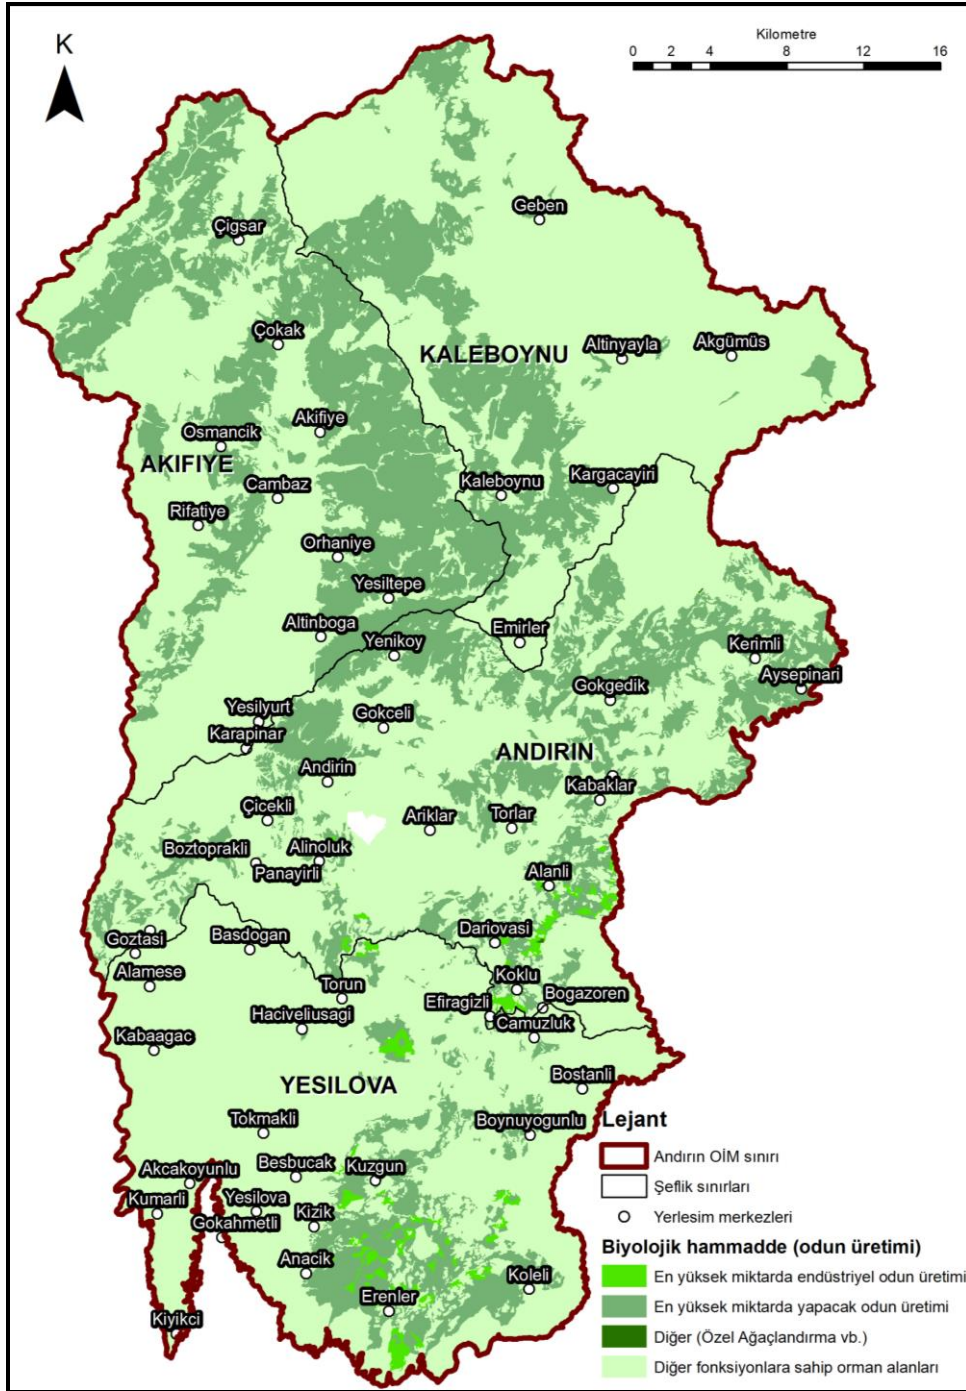 K
Kilometre
0 2 4 8 12 16
Geben
Çigsar
Çokak
KALEBOYNU
Altinyayla
Akgümüs
Akifiye
Osmancik
AKIFIYE
Cambaz
Kaleboynu
Kargacayiri
Rifatiye
Orhaniye
Yesiltepe
Altinboga
Emirler
Yenikoy
Kerimli
Aysepinari
Gokgedik
Yesilyurt
Gokceli
Karapinar
ANDIRIN
Andirin
Kabaklar
Çicekli
Ariklar
Torlar
Boztoprakli
Alinoluk
Panayirli
Alanli
Goztasi
Basdogan
Dariovasi
Alamese
Torun
Koklu
Bogazoren
Efiragizli
Haciveliusagi
Camuzluk
Kabaagac
YESILOVA
Bostanli
Tokmakli
Boynuyogunlu
Lejant
Akcakoyunlu
Besbucak
Kuzgun
Andırın OİM sınırı
Kumarli
Yesilova
Şeflik sınırları
Gokahmetli
Kizik
Yerlesim merkezleri
Anacik
Biyolojik hammadde (odun üretimi)
Erenler
Koleli
En yüksek miktarda endüstriyel odun üretimi
Kiyikci
En yüksek miktarda yapacak odun üretimi
Diğer (Özel Ağaçlandırma vb.)
Diğer fonksiyonlara sahip orman alanları